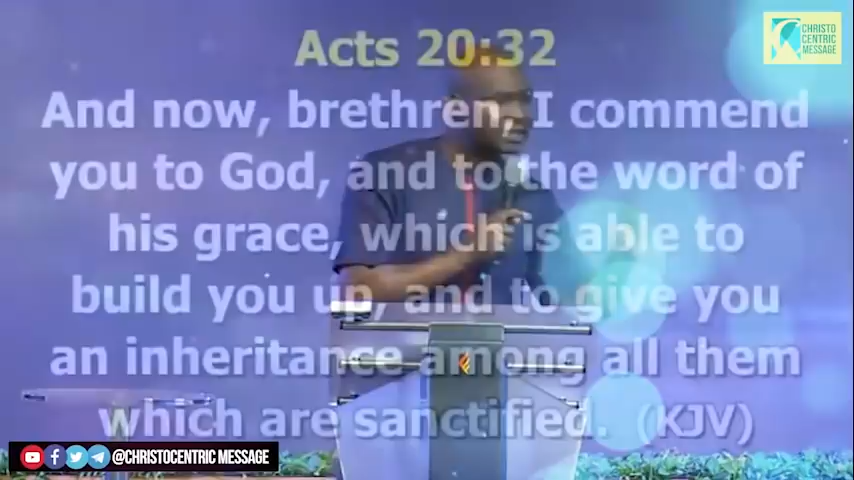 Acts 20:32
CHRISTO
CENTRIC
MESSAGE
And now, brethren, I commend
you to God, and to the word of
his grace, which is able to
build you up, and to give you
an inheritance among all them
which are sanctified. (KJV)
@CHRISTOCENTRIC MESSAGE